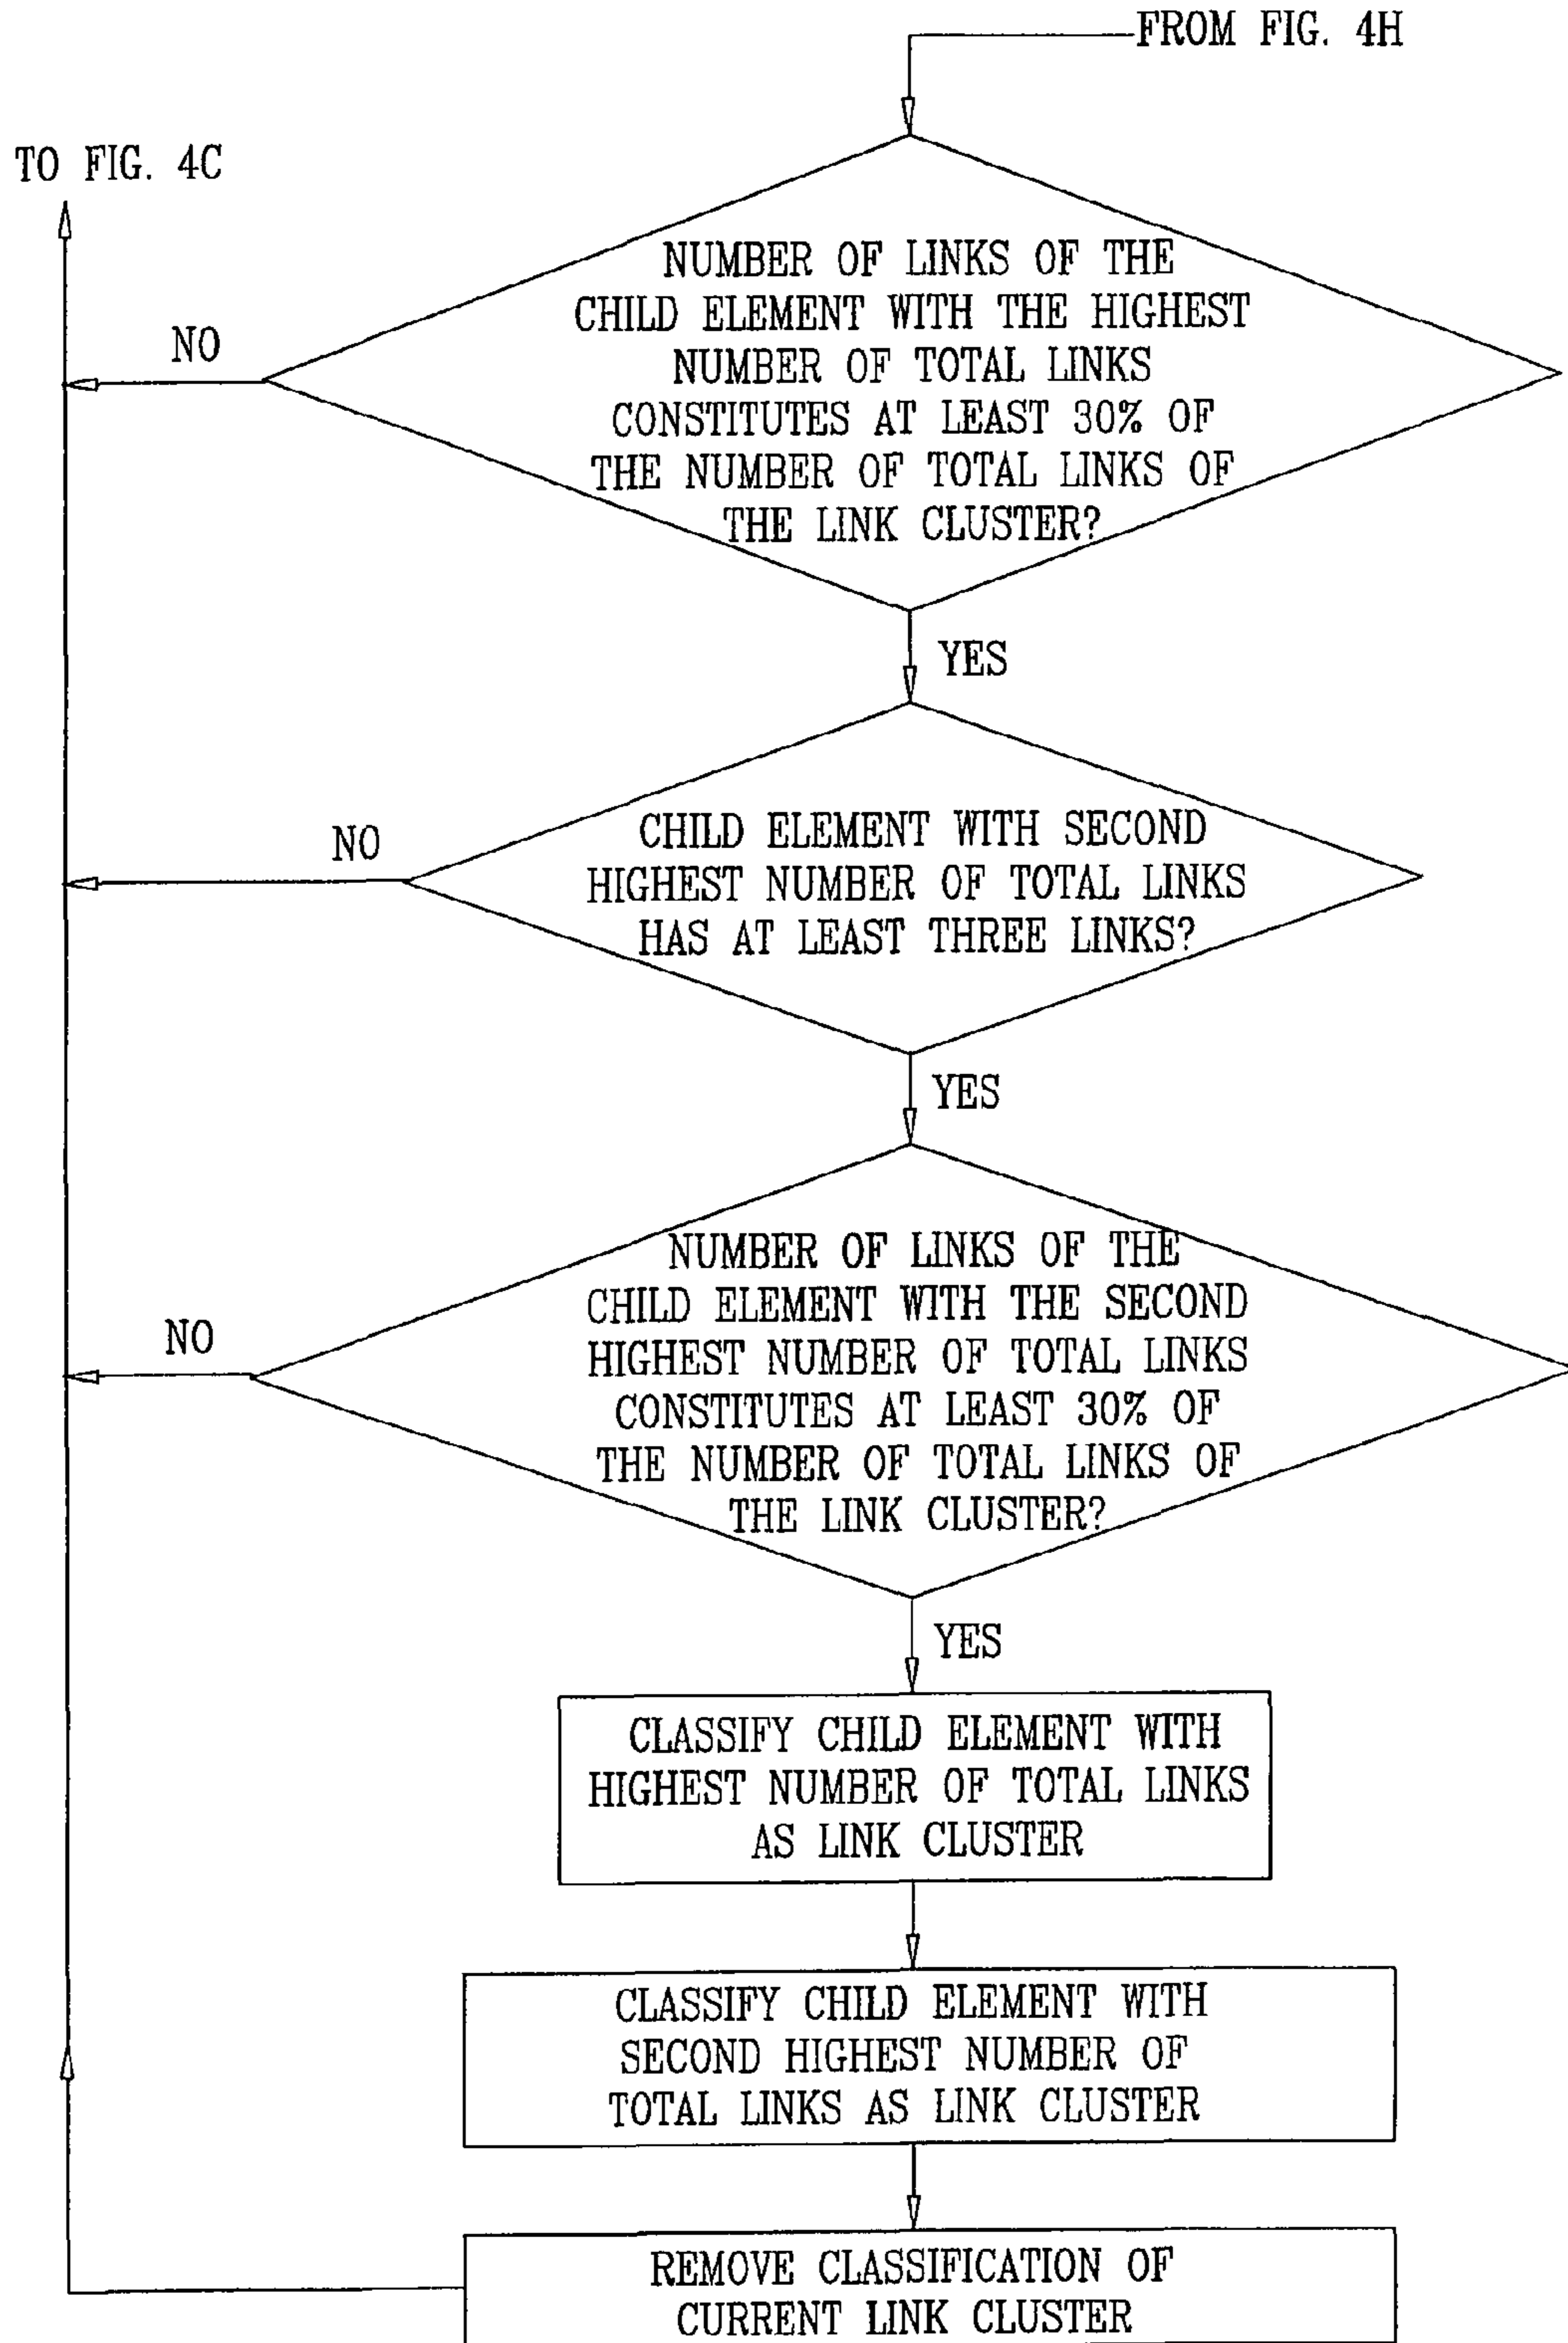 FROM FIG. 4H
TO FIG. 4C
NUMBER OF LINKS OF THE
CHILD ELEMENT WITH THE HIGHEST
NUMBER OF TOTAL LINKS
CONSTITUTES AT LEAST 30% OF
THE NUMBER OF TOTAL LINKS OF
THE LINK CLUSTER?
NO
YES
CHILD ELEMENT WITH SECOND
HIGHEST NUMBER OF TOTAL LINKS
HAS AT LEAST THREE LINKS?
NO
YES
NUMBER OF LINKS OF THE
CHILD ELEMENT WITH THE SECOND
HIGHEST NUMBER OF TOTAL LINKS
CONSTITUTES AT LEAST 30% OF
THE NUMBER OF TOTAL LINKS OF
THE LINK CLUSTER?
NO
YES
CLASSIFY CHILD ELEMENT WITH
HIGHEST NUMBER OF TOTAL LINKS
AS LINK CLUSTER
CLASSIFY CHILD ELEMENT WITH
SECOND HIGHEST NUMBER OF
TOTAL LINKS AS LINK CLUSTER
REMOVE CLASSIFICATION OF
CURRENT LINK CLUSTER